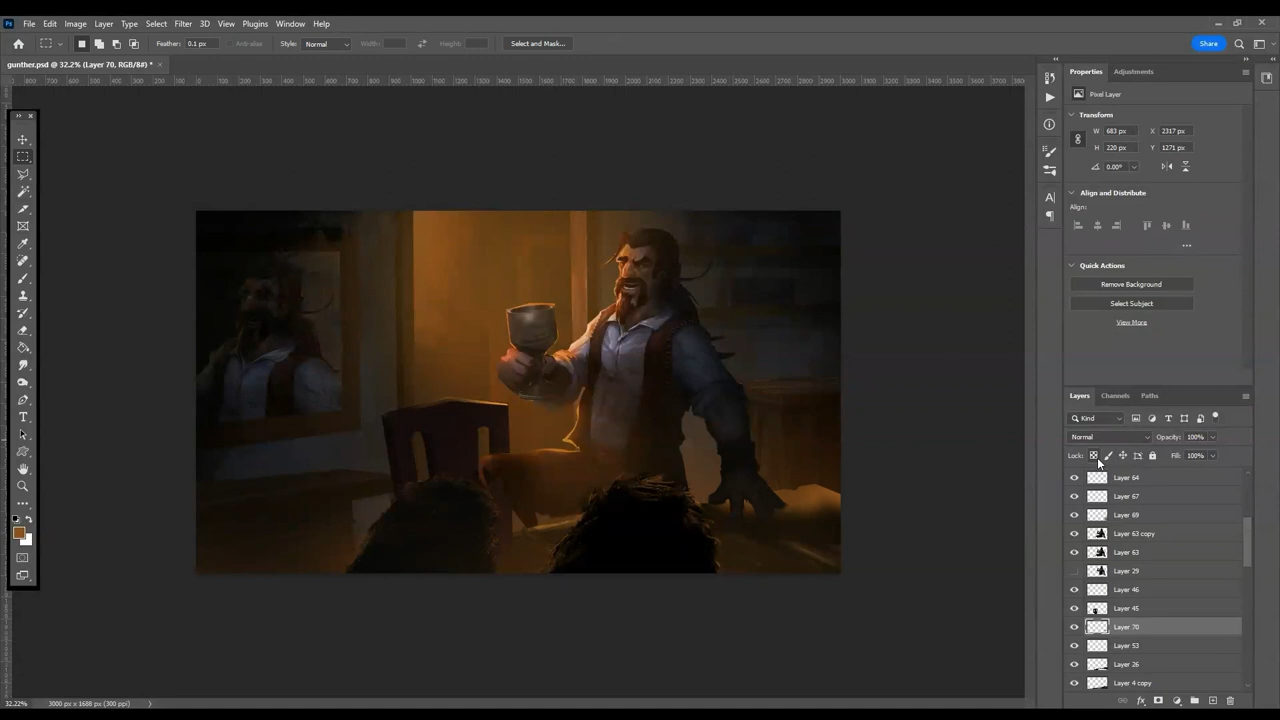 Ps File Edit Image Layer Type Select Filter 3D View Plugins Window Help
Feather: 0.1 px Anti-alias Style: Normal Width: Height: Select and Mask... Share
gunther.psd @ 32.2% (Layer 70, RGB/8#) * ×
Properties Adjustments
Pixel Layer
Transform
W 683 px X 2317 px
H 220 px Y 1271 px
0.00°
Align and Distribute
Align:
Quick Actions
Remove Background
Select Subject
View More
Layers Channels Paths
Kind
Normal Opacity: 100%
Lock: Fill: 100%
Layer 64
Layer 67
Layer 69
Layer 63 copy
Layer 63
Layer 29
Layer 46
Layer 45
Layer 70
Layer 53
Layer 26
Layer 4 copy
32.22% 3000 px x 1688 px (300 ppi)